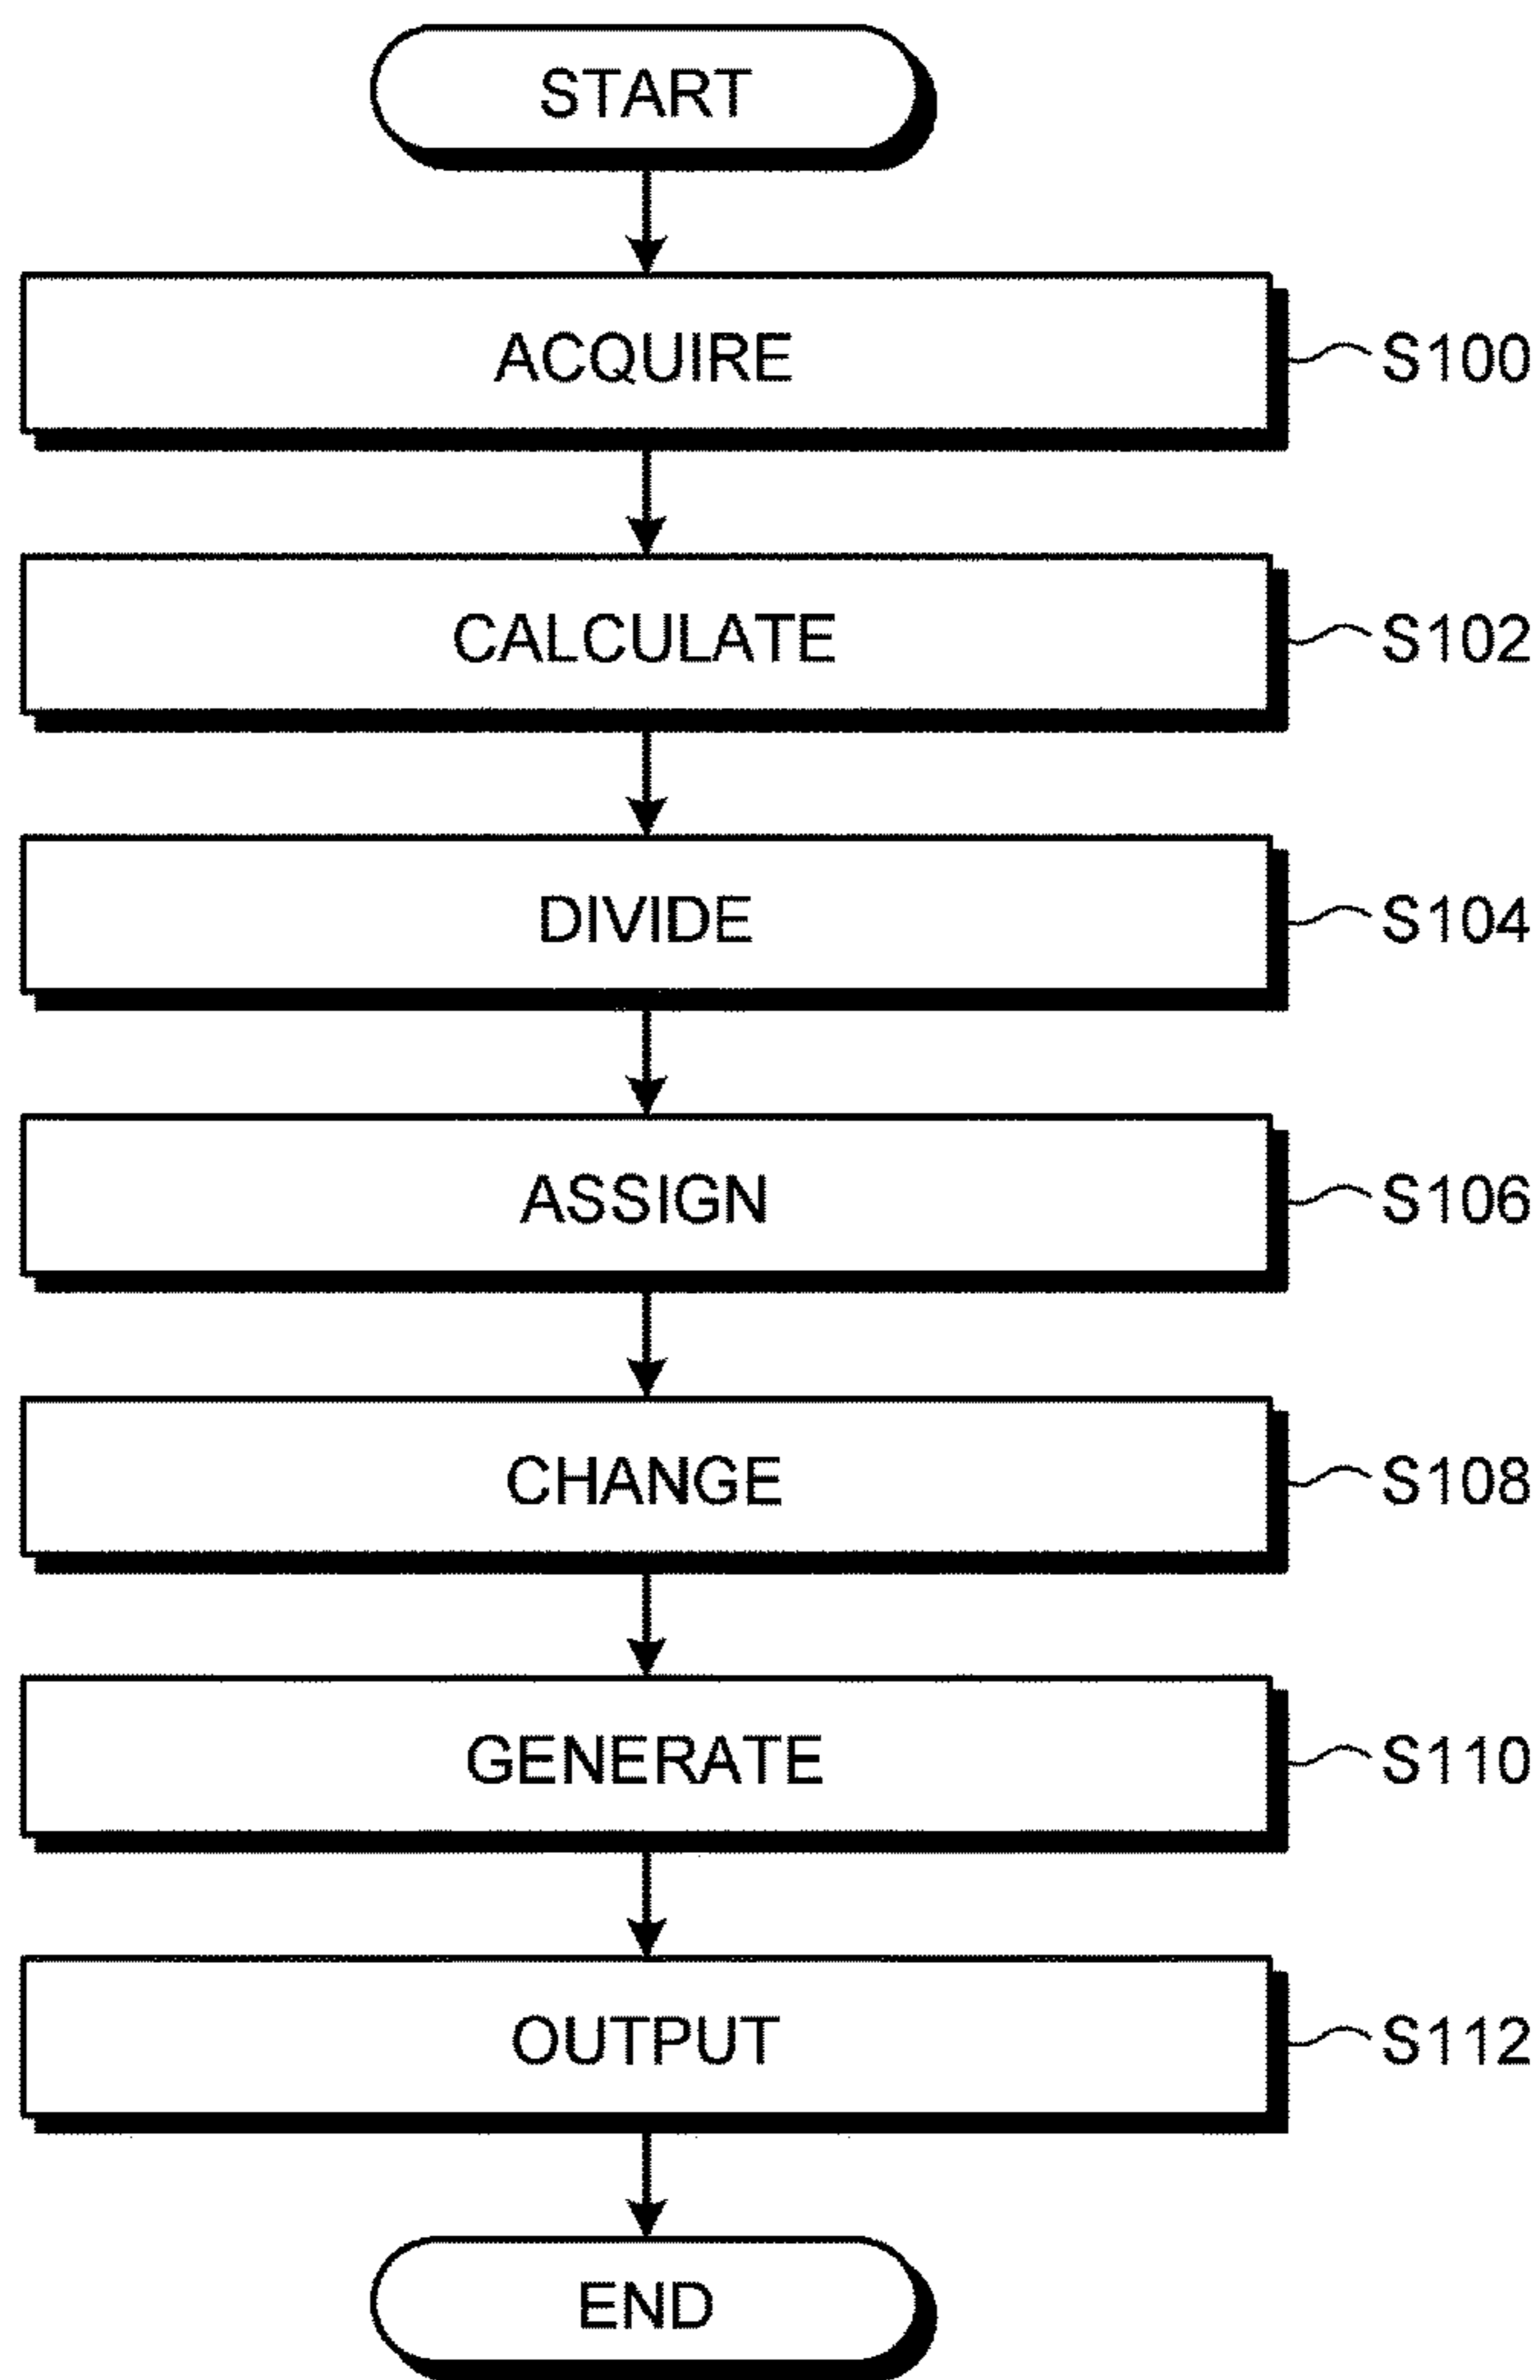 START
ACQUIRE
S100
CALCULATE
S102
DIVIDE
S104
ASSIGN
S106
CHANGE
S108
GENERATE
S110
OUTPUT
S112
END